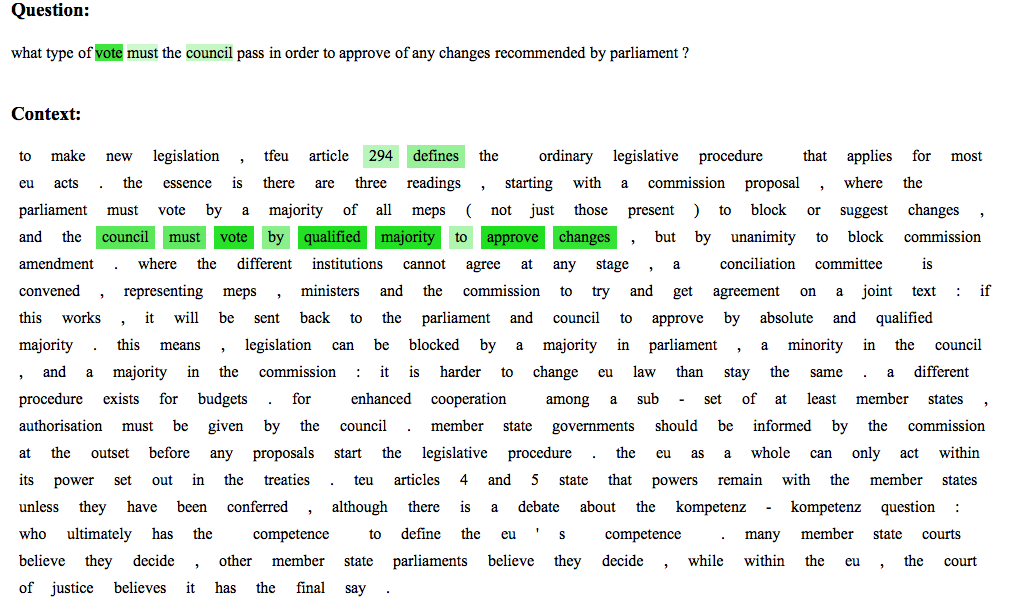 Question:
what type of vote must the council pass in order to approve of any changes recommended by parliament ?
Context:
to make new legislation , tfeu article 294 defines the ordinary legislative procedure that applies for most
eu acts . the essence is there are three readings , starting with a commission proposal , where the
parliament must vote by a majority of all meps ( not just those present ) to block or suggest changes ,
and the council must vote by qualified majority to approve changes , but by unanimity to block commission
amendment . where the different institutions cannot agree at any stage , a conciliation committee is
convened , representing meps , ministers and the commission to try and get agreement on a joint text : if
this works , it will be sent back to the parliament and council to approve by absolute and qualified
majority . this means , legislation can be blocked by a majority in parliament , a minority in the council
, and a majority in the commission : it is harder to change eu law than stay the same . a different
procedure exists for budgets . for enhanced cooperation among a sub - set of at least member states ,
authorisation must be given by the council . member state governments should be informed by the commission
at the outset before any proposals start the legislative procedure . the eu as a whole can only act within
its power set out in the treaties . teu articles 4 and 5 state that powers remain with the member states
unless they have been conferred , although there is a debate about the kompetenz - kompetenz question :
who ultimately has the competence to define the eu ' s competence . many member state courts
believe they decide , other member state parliaments believe they decide , while within the eu , the court
of justice believes it has the final say .